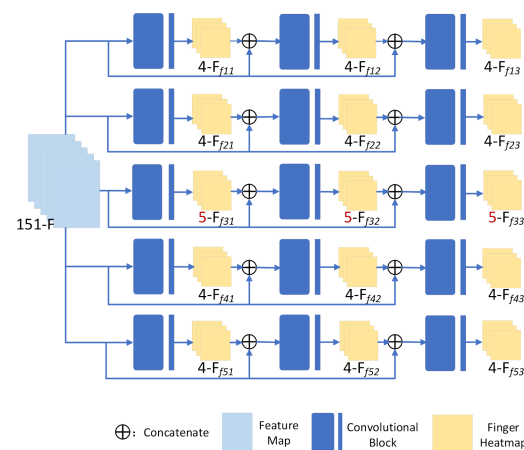 4-Ff11 4-Ff12 4-Ff13
4-Ff21 4-Ff22 4-Ff23
5-Ff31 5-Ff32 5-Ff33
151-F
4-Ff41 4-Ff42 4-Ff43
4-Ff51 4-Ff52 4-Ff53
⊕: Concatenate
Feature
Map
Convolutional
Block
Finger
Heatmap